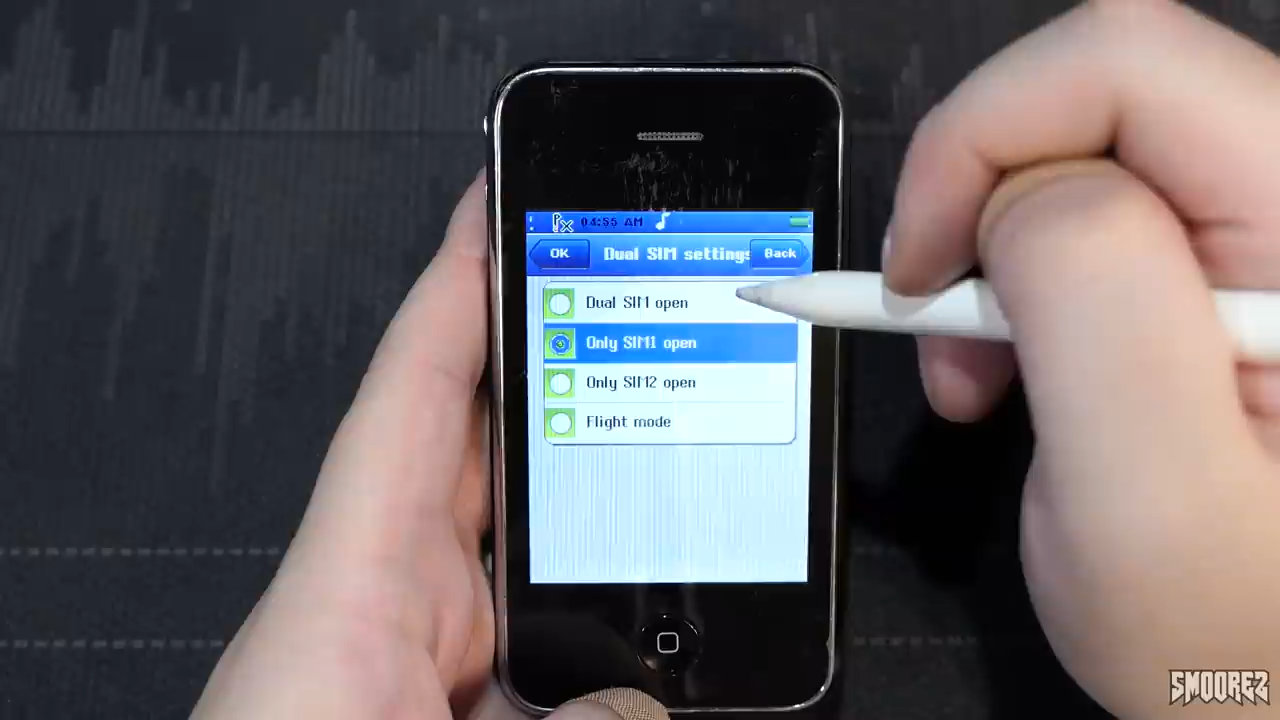 04:55 AM
OK
Dual SIM settings
Back
Dual SIM open
Only SIM1 open
Only SIM2 open
Flight mode
SMOOREZ